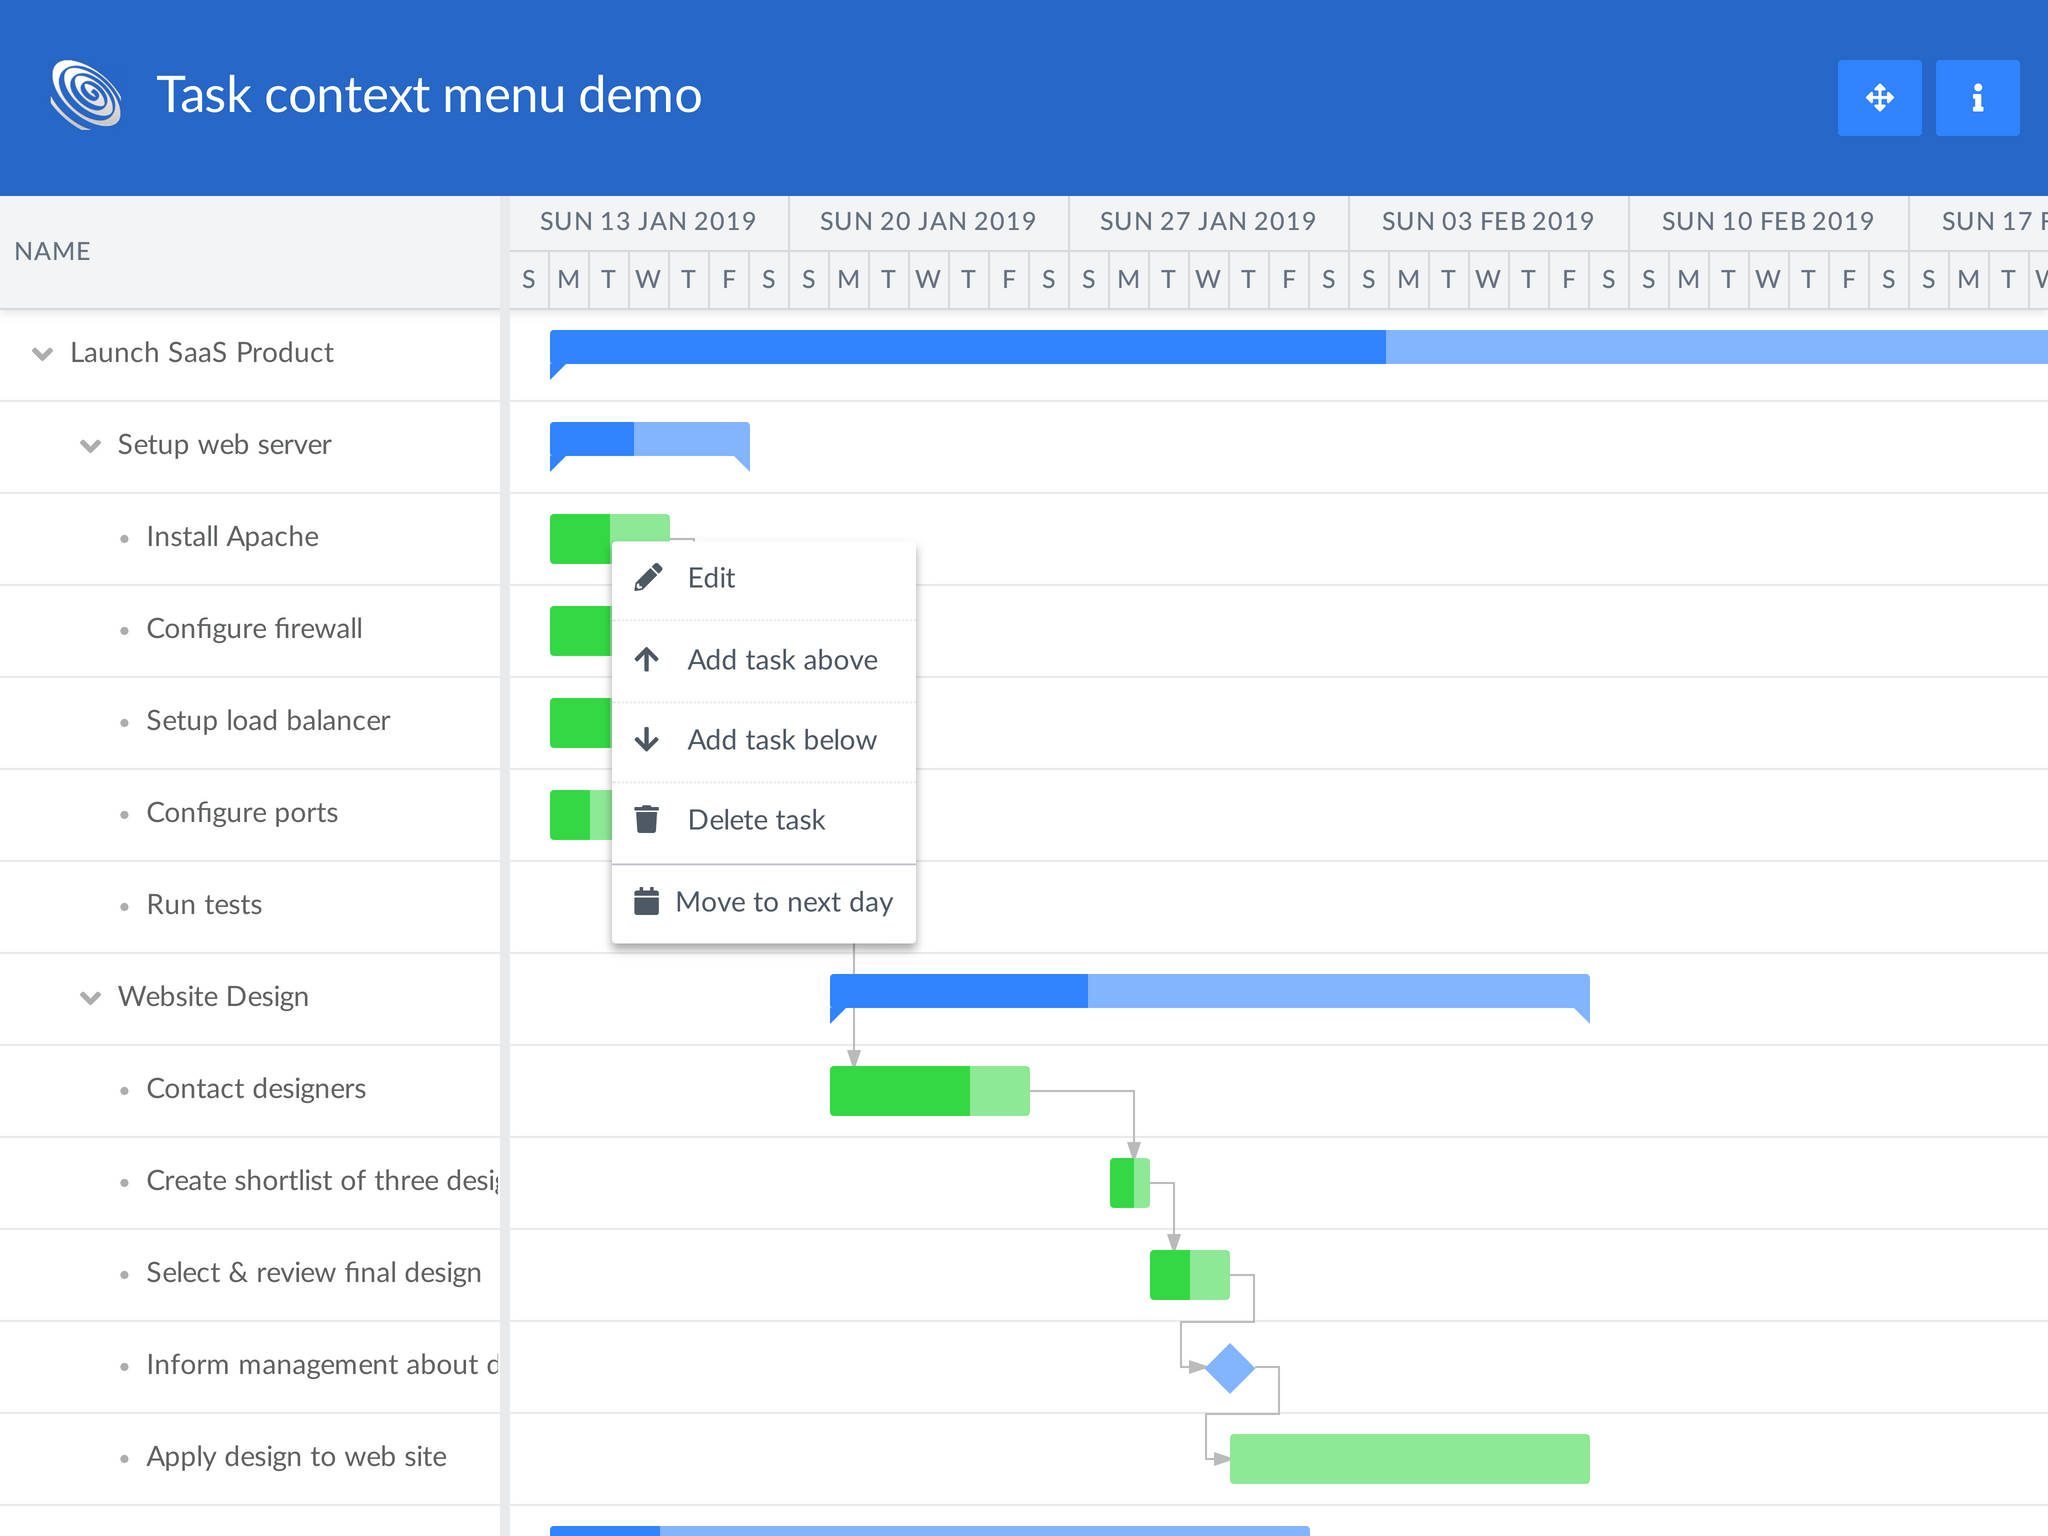 Task context menu demo
NAME
SUN 13 JAN 2019 SUN 20 JAN 2019 SUN 27 JAN 2019 SUN 03 FEB 2019 SUN 10 FEB 2019 SUN 17
S M T W T F S S M T W T F S S M T W T F S S M T W T F S S M T W T F S S M T W
Launch SaaS Product
Setup web server
Install Apache
Configure firewall
Setup load balancer
Configure ports
Run tests
Edit
Add task above
Add task below
Delete task
Move to next day
Website Design
Contact designers
Create shortlist of three
Select & review final design
Inform management about
Apply design to web site